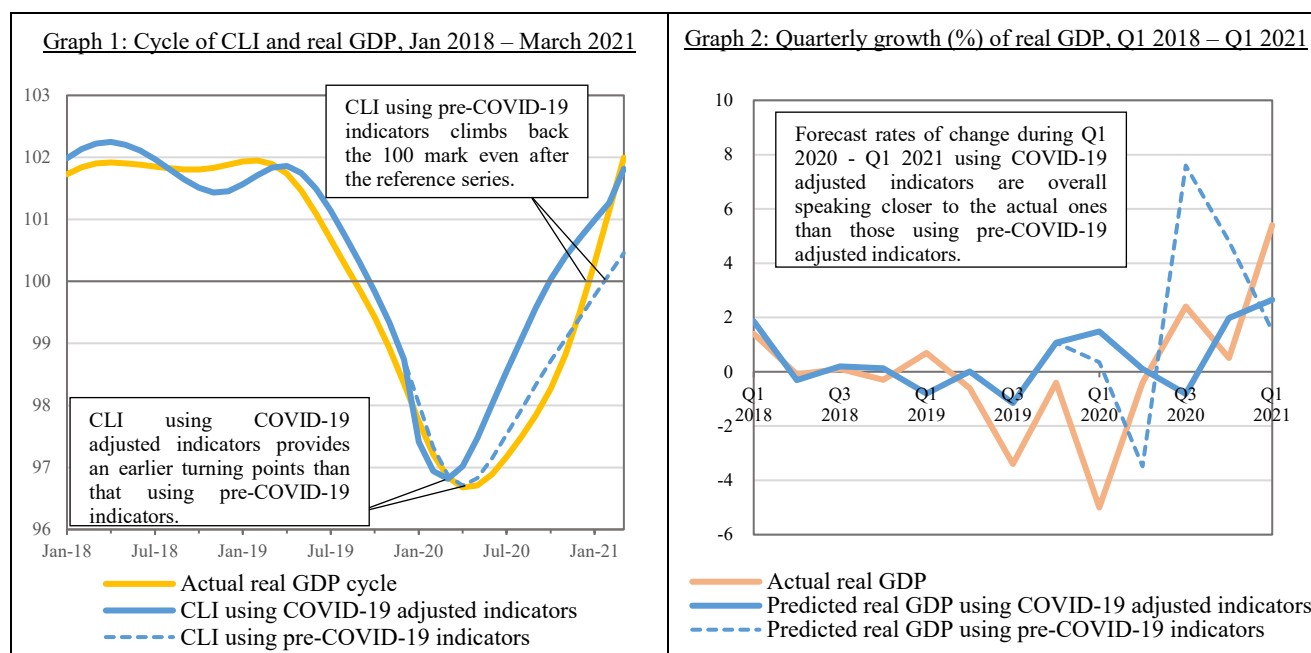 Graph 1: Cycle of CLI and real GDP, Jan 2018 – March 2021
103
102
101
100
99
98
97
96
CLI using pre-COVID-19
indicators climbs back
the 100 mark even after
the reference series.
CLI using COVID-19
adjusted indicators provides
an earlier turning points than
that using pre-COVID-19
indicators.
Jan-18 Jul-18 Jan-19 Jul-19 Jan-20 Jul-20 Jan-21
Actual real GDP cycle
CLI using COVID-19 adjusted indicators
CLI using pre-COVID-19 indicators
Graph 2: Quarterly growth (%) of real GDP, Q1 2018 – Q1 2021
10
8
6
4
2
0
-2
-4
-6
Forecast rates of change during Q1
2020 - Q1 2021 using COVID-19
adjusted indicators are overall
speaking closer to the actual ones
than those using pre-COVID-19
adjusted indicators.
Q1 Q3 Q1 Q3 Q1 Q3 Q1
2018 2018 2019 2019 2020 2020 2021
Actual real GDP
Predicted real GDP using COVID-19 adjusted indicators
Predicted real GDP using pre-COVID-19 indicators